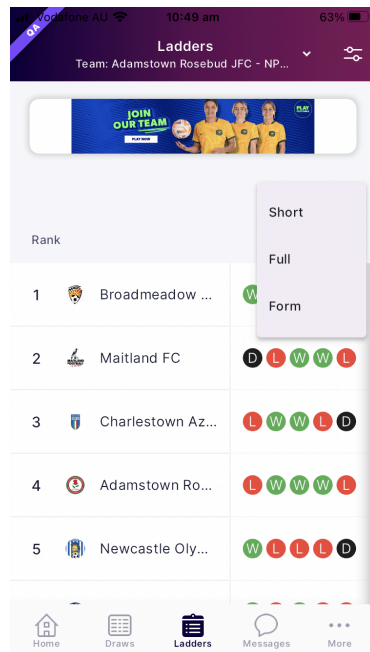 Vodafone AU 10:49 am 63%
QA
Ladders
Team: Adamstown Rosebud JFC - NP...
JOIN
OUR TEAM
PLAY NOW
PLAY
Short
Rank
Full
Form
1 Broadmeadow ... W
2 Maitland FC D L W W L
3 Charlestown Az... L W W L D
4 Adamstown Ro... L W W W L
5 Newcastle Oly... W L L L D
Home Draws Ladders Messages More